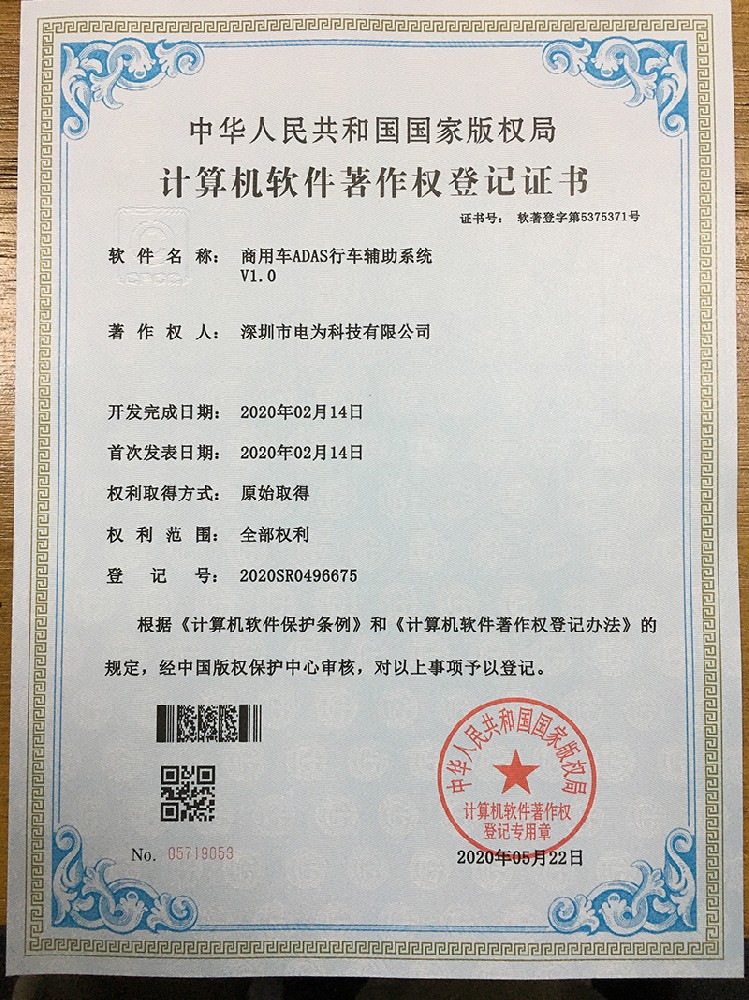 中华人民共和国国家版权局
计算机软件著作权登记证书
证书号： 软著登字第5375371号
软件名称： 商用车ADAS行车辅助系统
V1.0
著作权人： 深圳市电为科技有限公司
开发完成日期： 2020年02月14日
首次发表日期： 2020年02月14日
权利取得方式： 原始取得
权利范围： 全部权利
登记号： 2020SR0496675
根据《计算机软件保护条例》和《计算机软件著作权登记办法》的
规定，经中国版权保护中心审核，对以上事项予以登记。
中华人民共和国国家版权局
计算机软件著作权
登记专用章
No. 05719053
2020年05月22日